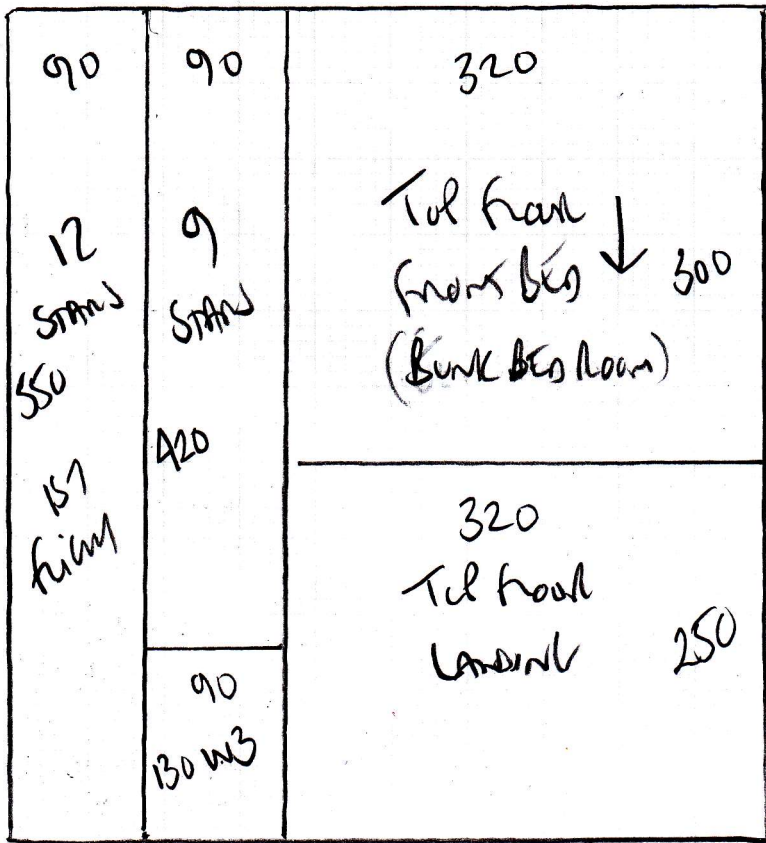 90
12
STAIRS
550
1ST
FLIGHT
90
9
STAIRS
420
90
130 W3
320
TOP FLOOR
FRONT BED
300
(BUNK BED ROOM)
320
TOP FLOOR
LANDING
250